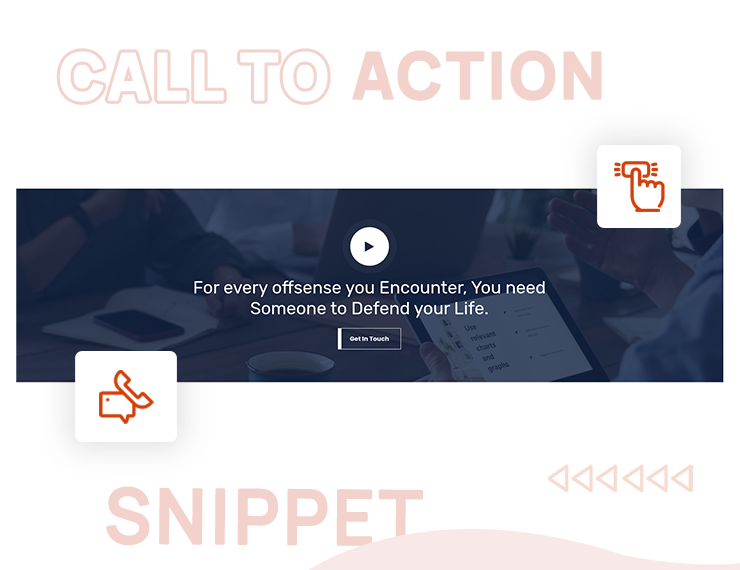 CALL TO ACTION
For every offsense you Encounter, You need
Someone to Defend your Life.
Get In Touch
Use
relevant
charts
and
graphs
SNIPPET